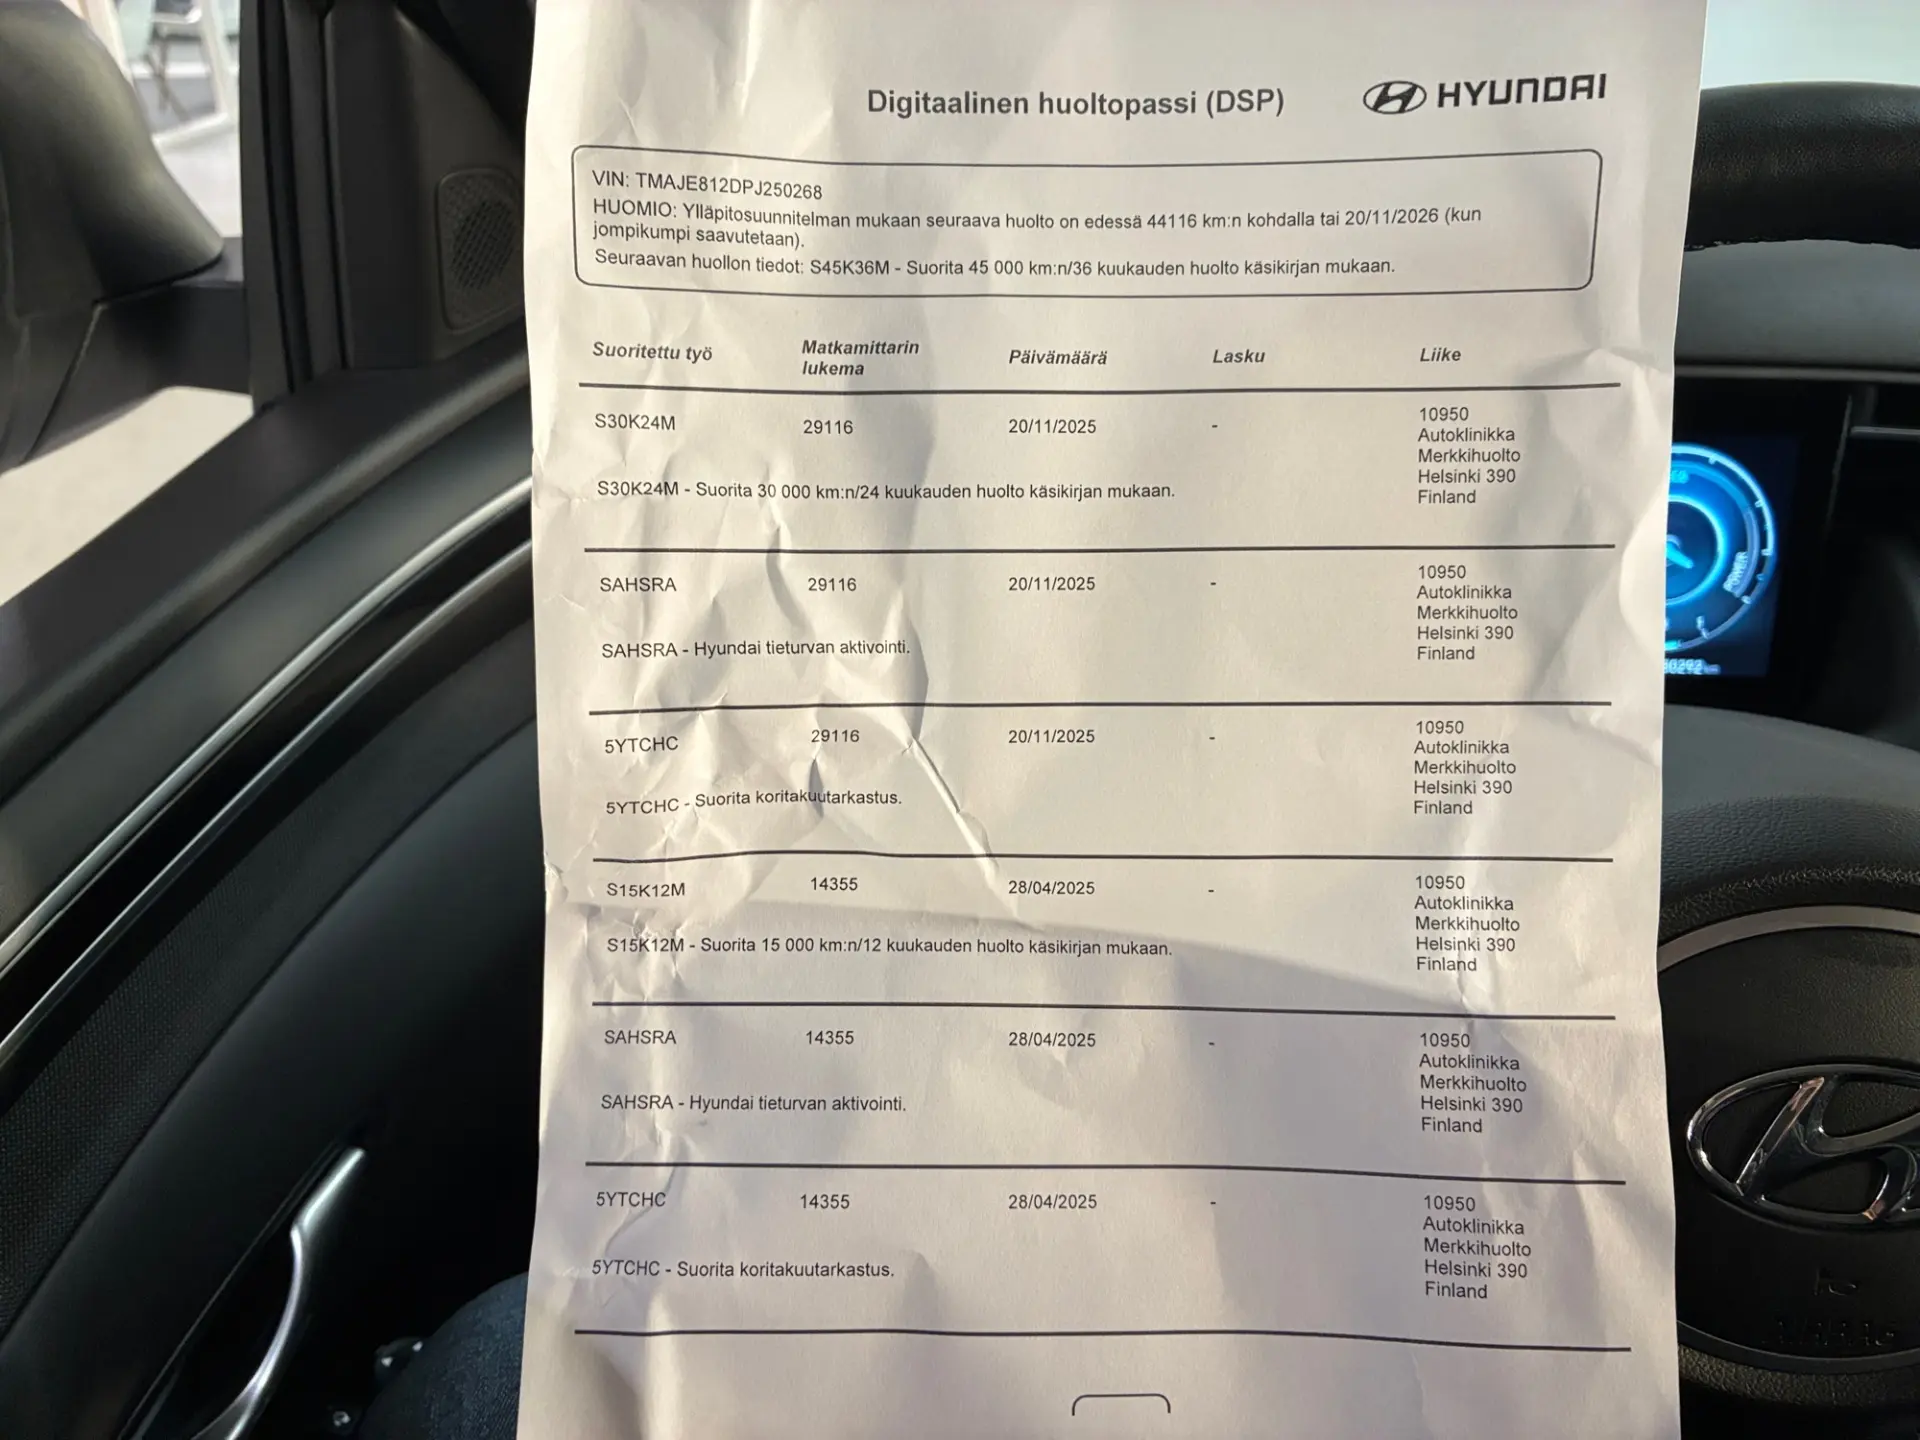 Digitaalinen huoltopassi (DSP)
HYUNDAI
VIN: TMAJE812DPJ250268
HUOMIO: Ylläpitosuunnitelman mukaan seuraava huolto on edessä 44116 km:n kohdalla tai 20/11/2026 (kun
jompikumpi saavutetaan).
Seuraavan huollon tiedot: S45K36M - Suorita 45 000 km:n/36 kuukauden huolto käsikirjan mukaan.
Suoritettu työ
Matkamittarin
lukema
Päivämäärä
Lasku
Liike
S30K24M
29116
20/11/2025
-
10950
Autoklinikka
Merkkihuolto
Helsinki 390
Finland
S30K24M - Suorita 30 000 km:n/24 kuukauden huolto käsikirjan mukaan.
SAHSRA
29116
20/11/2025
-
10950
Autoklinikka
Merkkihuolto
Helsinki 390
Finland
SAHSRA - Hyundai tieturvan aktivointi.
5YTCHC
29116
20/11/2025
-
10950
Autoklinikka
Merkkihuolto
Helsinki 390
Finland
5YTCHC - Suorita koritakuutarkastus.
S15K12M
14355
28/04/2025
-
10950
Autoklinikka
Merkkihuolto
Helsinki 390
Finland
S15K12M - Suorita 15 000 km:n/12 kuukauden huolto käsikirjan mukaan.
SAHSRA
14355
28/04/2025
-
10950
Autoklinikka
Merkkihuolto
Helsinki 390
Finland
SAHSRA - Hyundai tieturvan aktivointi.
5YTCHC
14355
28/04/2025
-
10950
Autoklinikka
Merkkihuolto
Helsinki 390
Finland
5YTCHC - Suorita koritakuutarkastus.
POWER